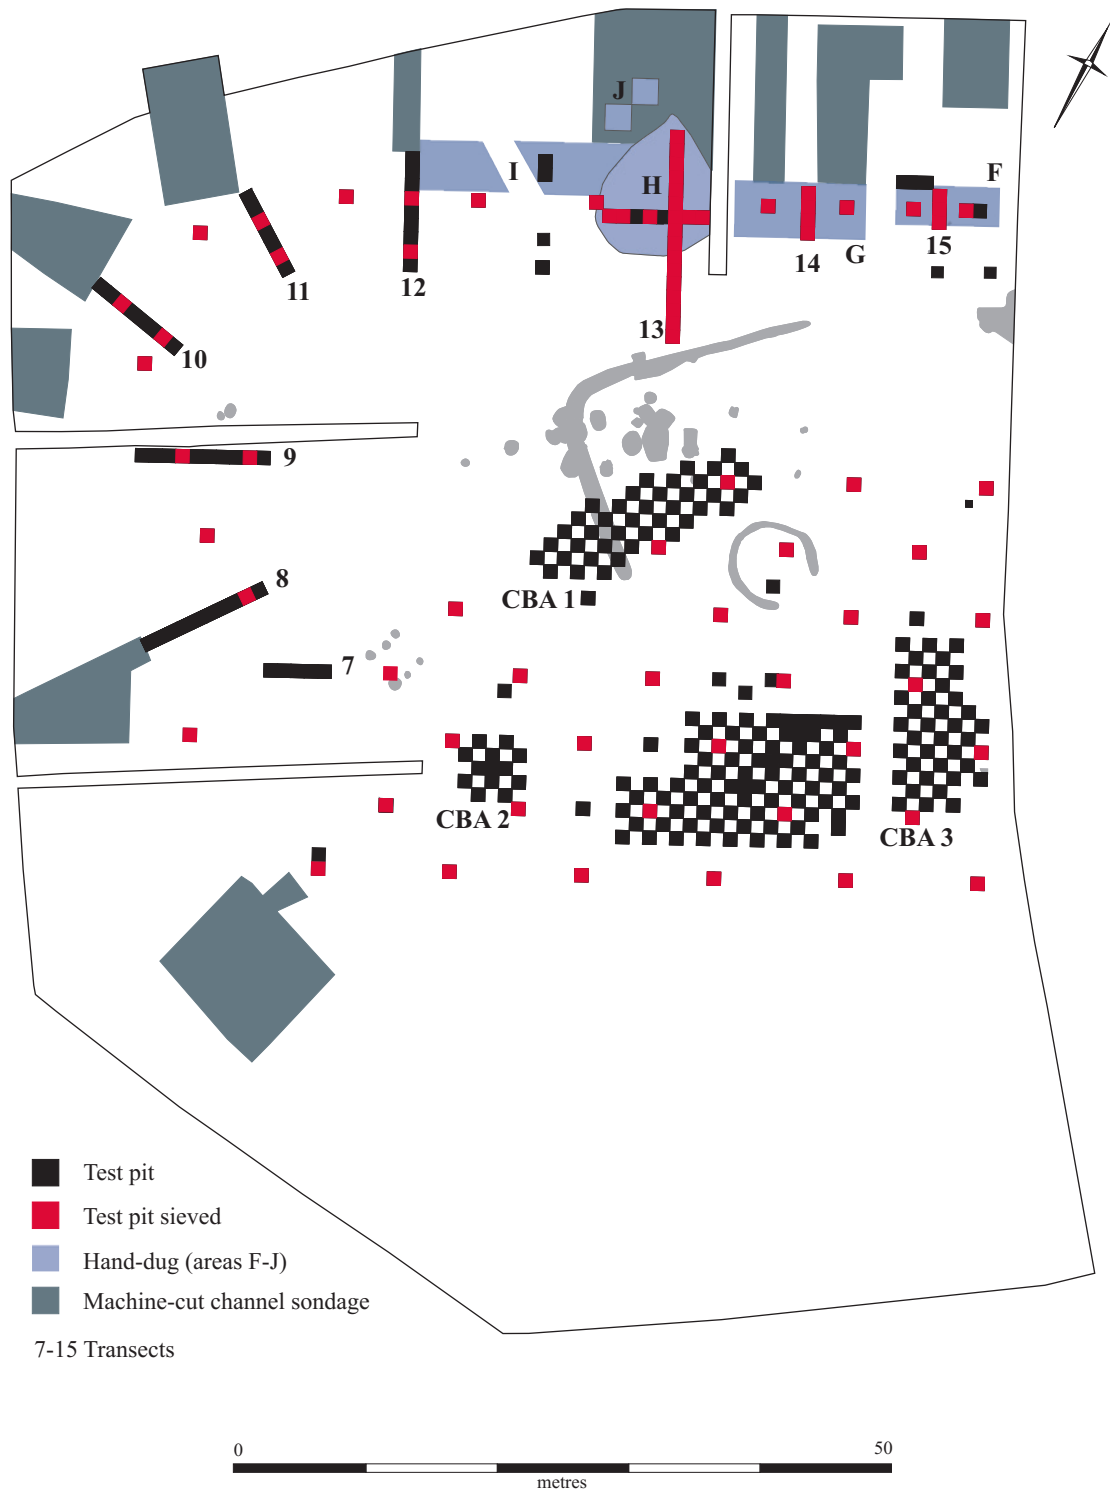 J
I
H
F
G
15
14
13
12
11
10
9
8
7
CBA 1
CBA 2
CBA 3
Test pit
Test pit sieved
Hand-dug (areas F-J)
Machine-cut channel sondage
7-15 Transects
0 50
metres